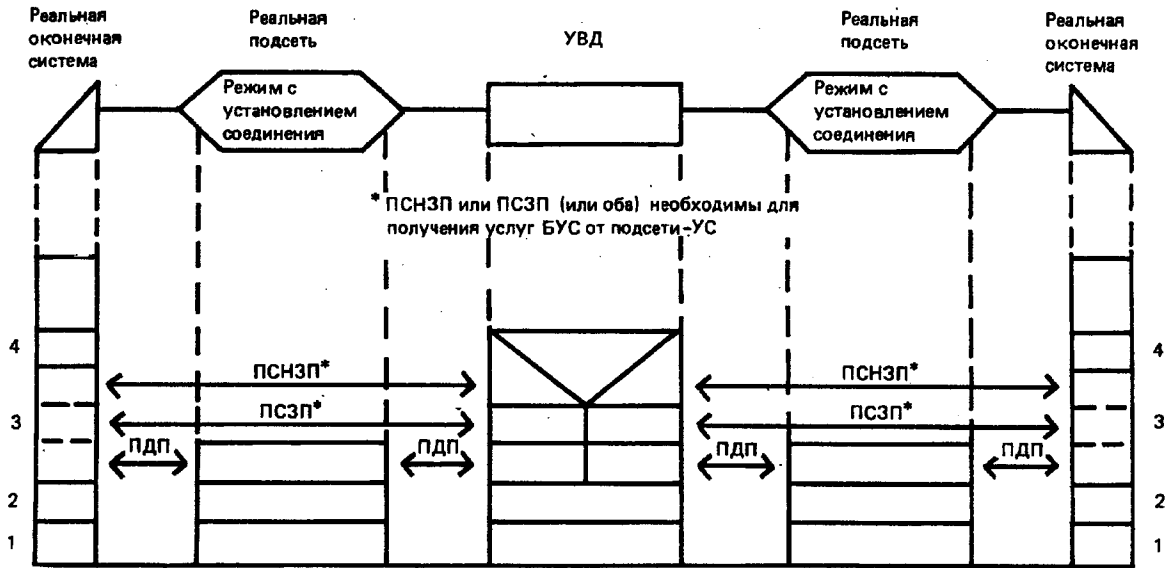 Реальная
оконечная
система
Реальная
подсеть
УВД
Реальная
подсеть
Реальная
оконечная
система
Режим с
установлением
соединения
Режим с
установлением
соединения
* ПСНЗП или ПСЗП (или оба) необходимы для
получения услуг БУС от подсети-УС
4
ПСНЗП*
ПСНЗП*
4
3
ПСЗП*
ПСЗП*
3
ПДП
ПДП
ПДП
ПДП
2
2
1
1